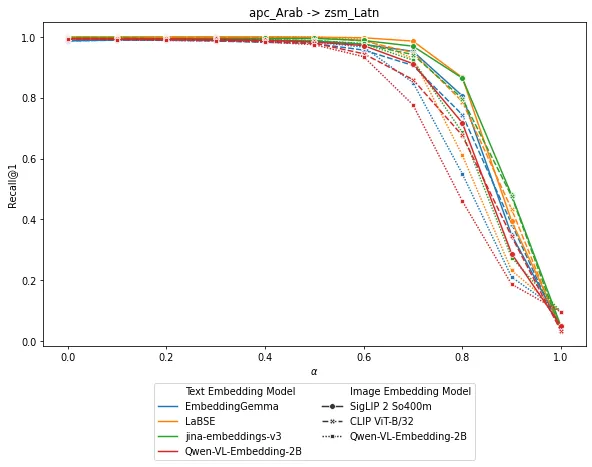 apc_Arab -> zsm_Latn
Recall@1
1.0
0.8
0.6
0.4
0.2
0.0
0.0 0.2 0.4 0.6 0.8 1.0
α
Text Embedding Model Image Embedding Model
EmbeddingGemma SigLIP 2 So400m
LaBSE CLIP ViT-B/32
jina-embeddings-v3 Qwen-VL-Embedding-2B
Qwen-VL-Embedding-2B